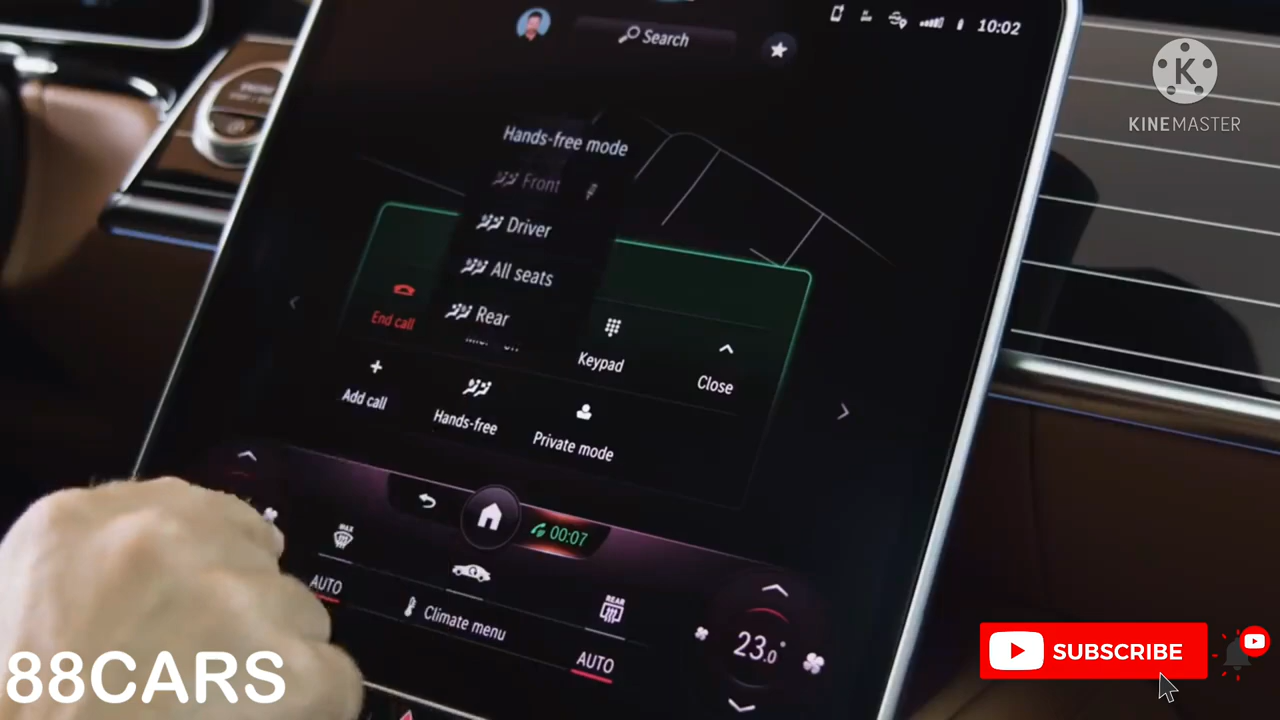 Search
10:02
KINEMASTER
Hands-free mode
Front
Driver
All seats
Rear
End call
Keypad
Close
Add call
Hands-free
Private mode
00:07
MAX
AUTO
Climate menu
REAR
AUTO
23.0°
88CARS
SUBSCRIBE